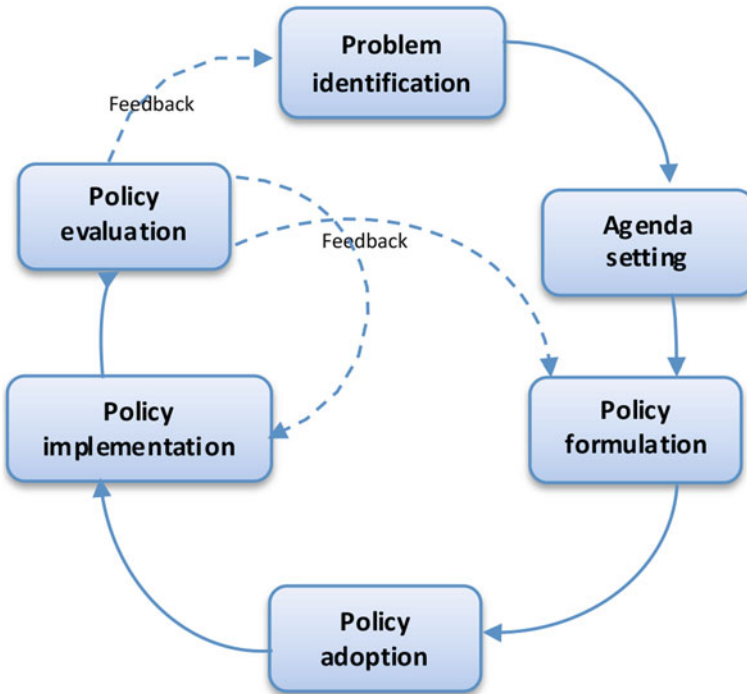 Problem
identification
Feedback
Policy
evaluation
Agenda
setting
Feedback
Policy
implementation
Policy
formulation
Policy
adoption